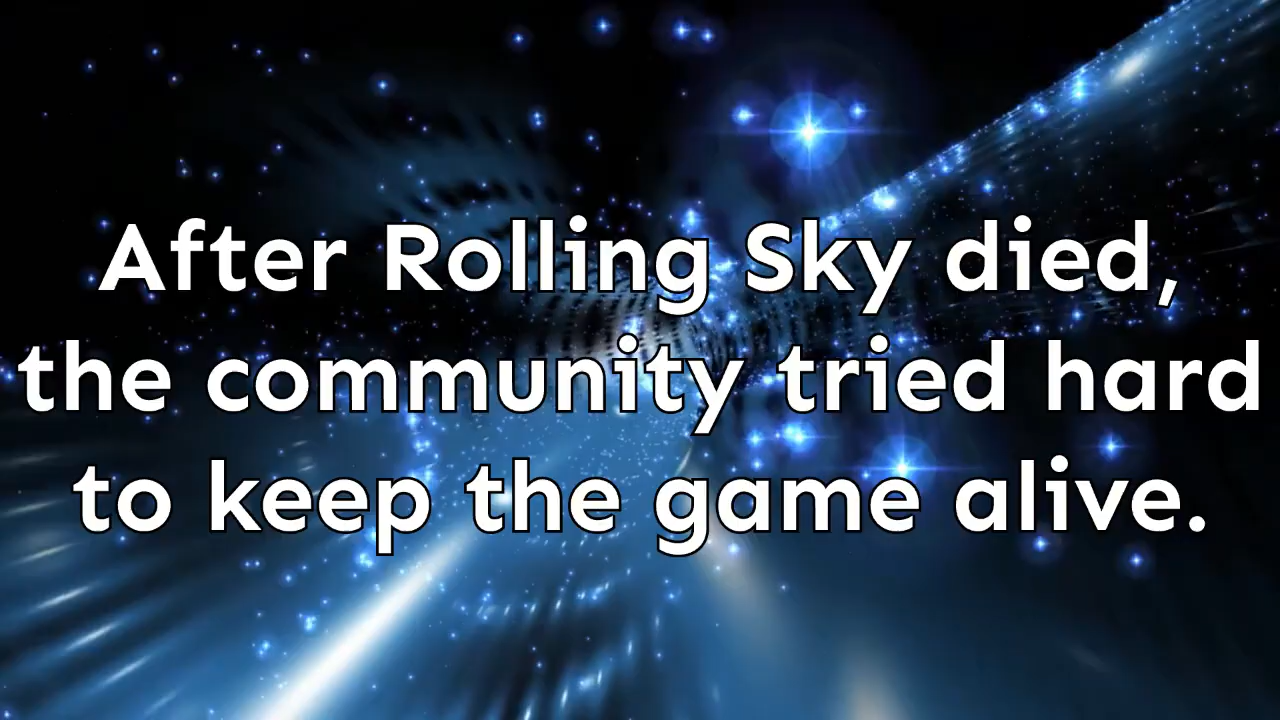 After Rolling Sky died,
the community tried hard
to keep the game alive.